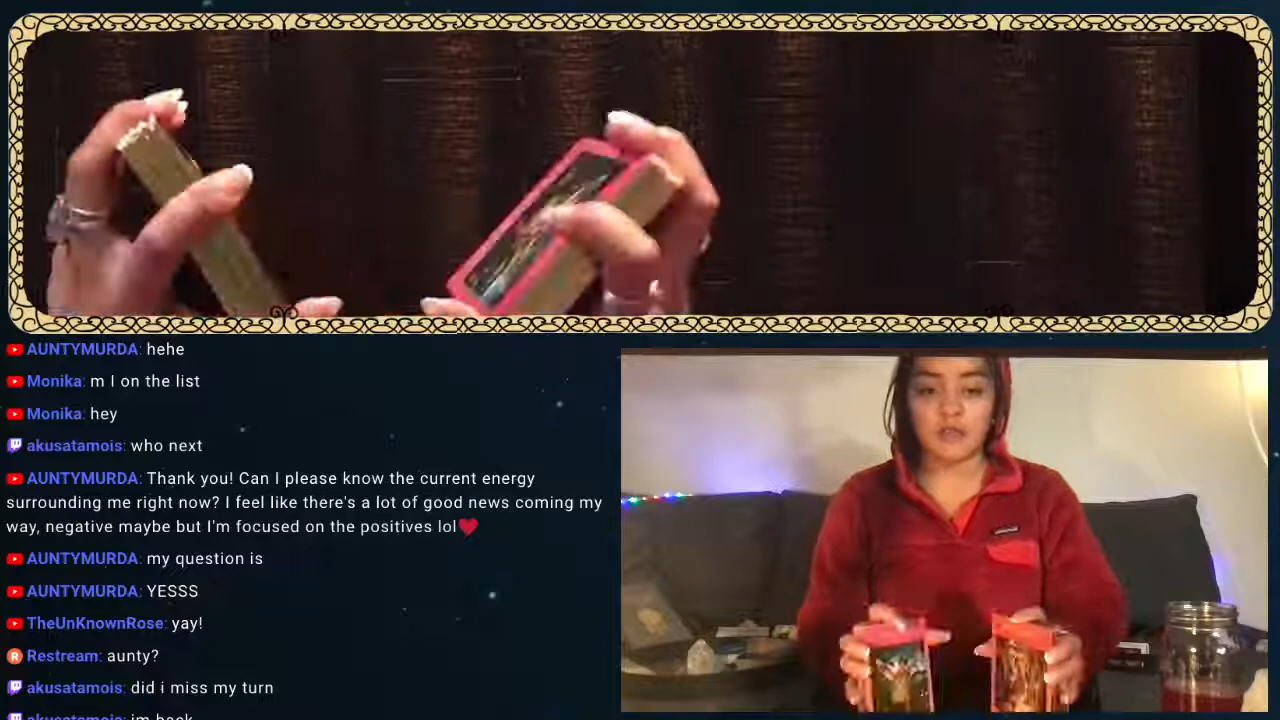 AUNTYMURDA: hehe
Monika: m I on the list
Monika: hey
akusatamois: who next
AUNTYMURDA: Thank you! Can I please know the current energy
surrounding me right now? I feel like there's a lot of good news coming my
way, negative maybe but I'm focused on the positives lol❤️
AUNTYMURDA: my question is
AUNTYMURDA: YESSS
TheUnKnownRose: yay!
R Restream: aunty?
akusatamois: did i miss my turn
akusatamois: im back